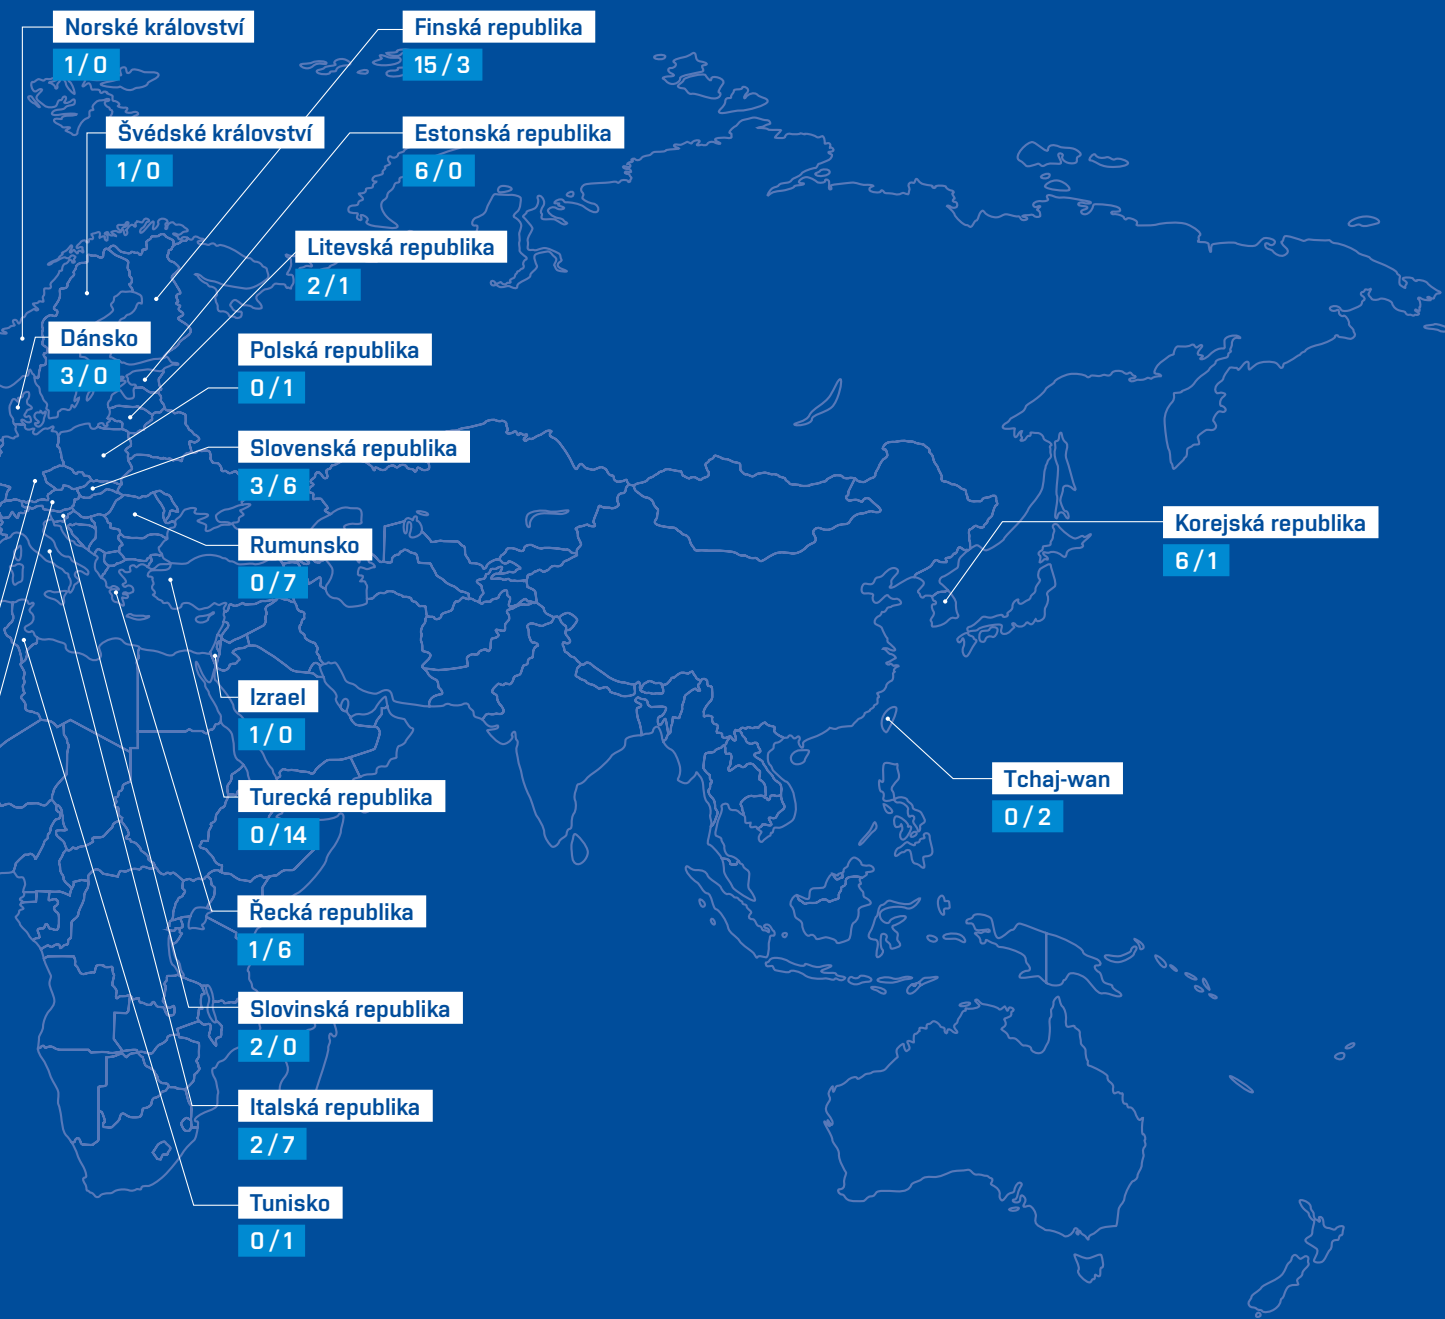 Norské království
1 / 0
Finská republika
15 / 3
Švédské království
1 / 0
Estonská republika
6 / 0
Litevská republika
2 / 1
Dánsko
3 / 0
Polská republika
0 / 1
Slovenská republika
3 / 6
Rumunsko
0 / 7
Korejská republika
6 / 1
Izrael
1 / 0
Turecká republika
0 / 14
Tchaj-wan
0 / 2
Řecká republika
1 / 6
Slovinská republika
2 / 0
Italská republika
2 / 7
Tunisko
0 / 1